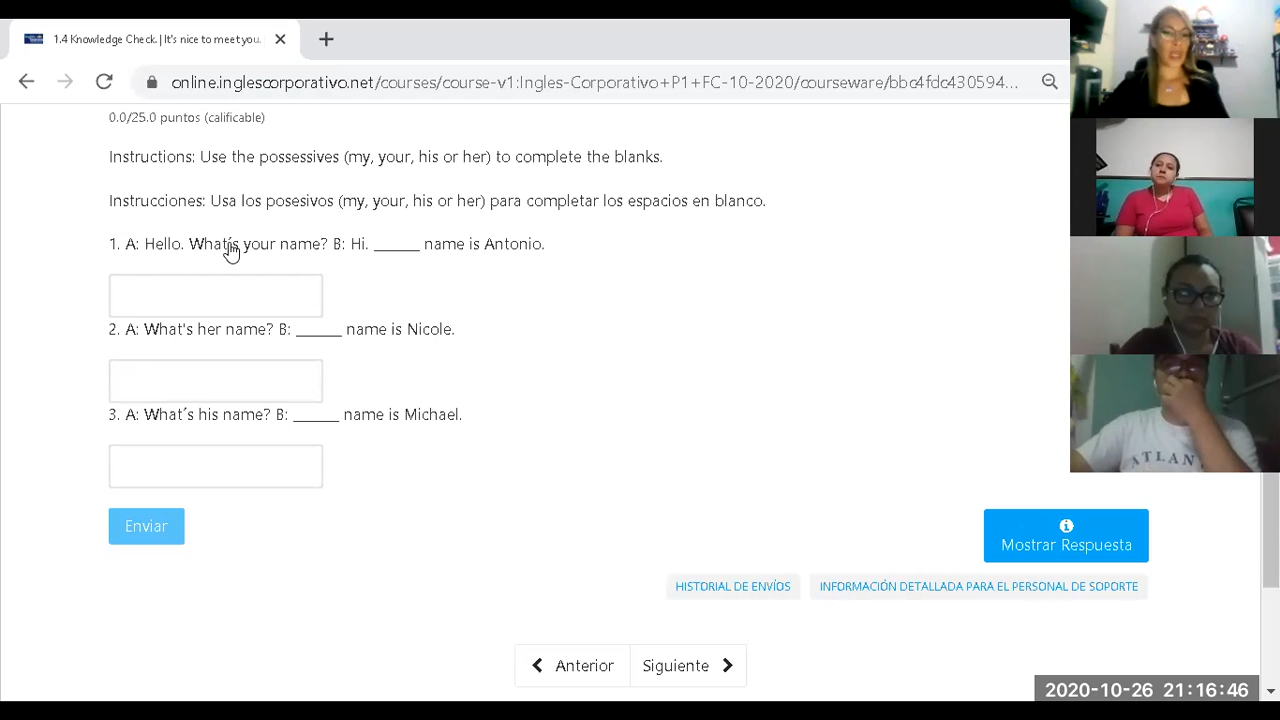 1.4 Knowledge Check. | It's nice to meet you.
online.inglescorporativo.net/courses/course-v1:Ingles-Corporativo+P1+FC-10-2020/courseware/bbc4fdc430594...
0.0/25.0 puntos (calificable)
Instructions: Use the possessives (my, your, his or her) to complete the blanks.
Instrucciones: Usa los posesivos (my, your, his or her) para completar los espacios en blanco.
1. A: Hello. What´s your name? B: Hi. ______ name is Antonio.
2. A: What's her name? B: ______ name is Nicole.
3. A: What´s his name? B: ______ name is Michael.
Enviar
Mostrar Respuesta
HISTORIAL DE ENVÍOS
INFORMACIÓN DETALLADA PARA EL PERSONAL DE SOPORTE
Anterior
Siguiente
ATLAN
2020-10-26 21:16:46